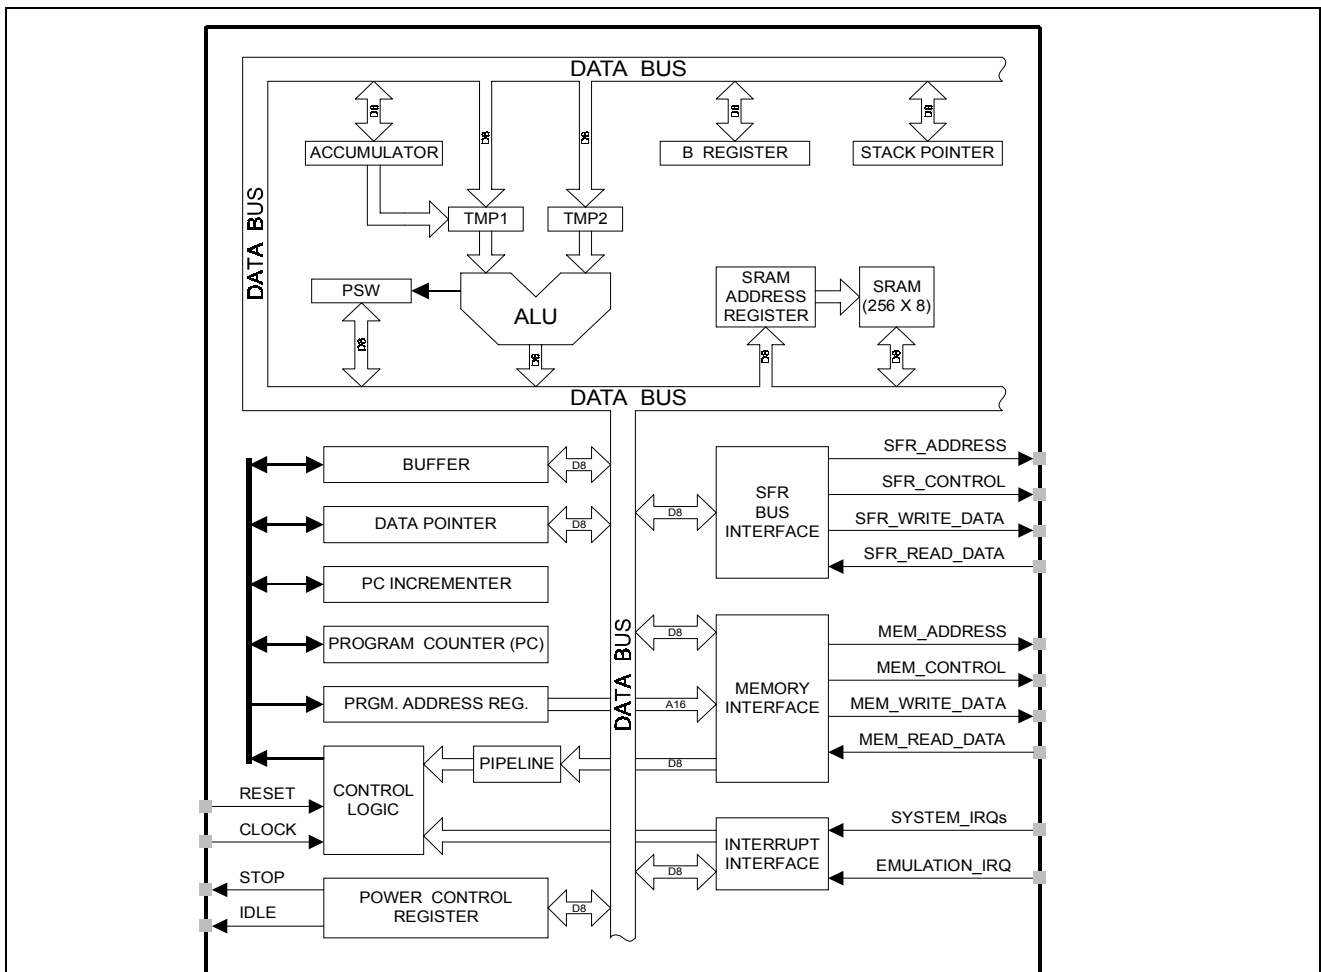 DATA BUS
D8
D8
D8
D8
D8
ACCUMULATOR
B REGISTER
STACK POINTER
DATA BUS
TMP1
TMP2
PSW
ALU
SRAM
ADDRESS
REGISTER
SRAM
(256 X 8)
D8
D8
D8
D8
DATA BUS
BUFFER
D8
DATA POINTER
D8
PC INCREMENTER
PROGRAM COUNTER (PC)
PRGM. ADDRESS REG.
A16
DATA BUS
D8
SFR
BUS
INTERFACE
SFR_ADDRESS
SFR_CONTROL
SFR_WRITE_DATA
SFR_READ_DATA
D8
MEMORY
INTERFACE
MEM_ADDRESS
MEM_CONTROL
MEM_WRITE_DATA
MEM_READ_DATA
PIPELINE
D8
CONTROL
LOGIC
RESET
CLOCK
INTERRUPT
INTERFACE
D8
SYSTEM_IRQs
EMULATION_IRQ
STOP
IDLE
POWER CONTROL
REGISTER
D8